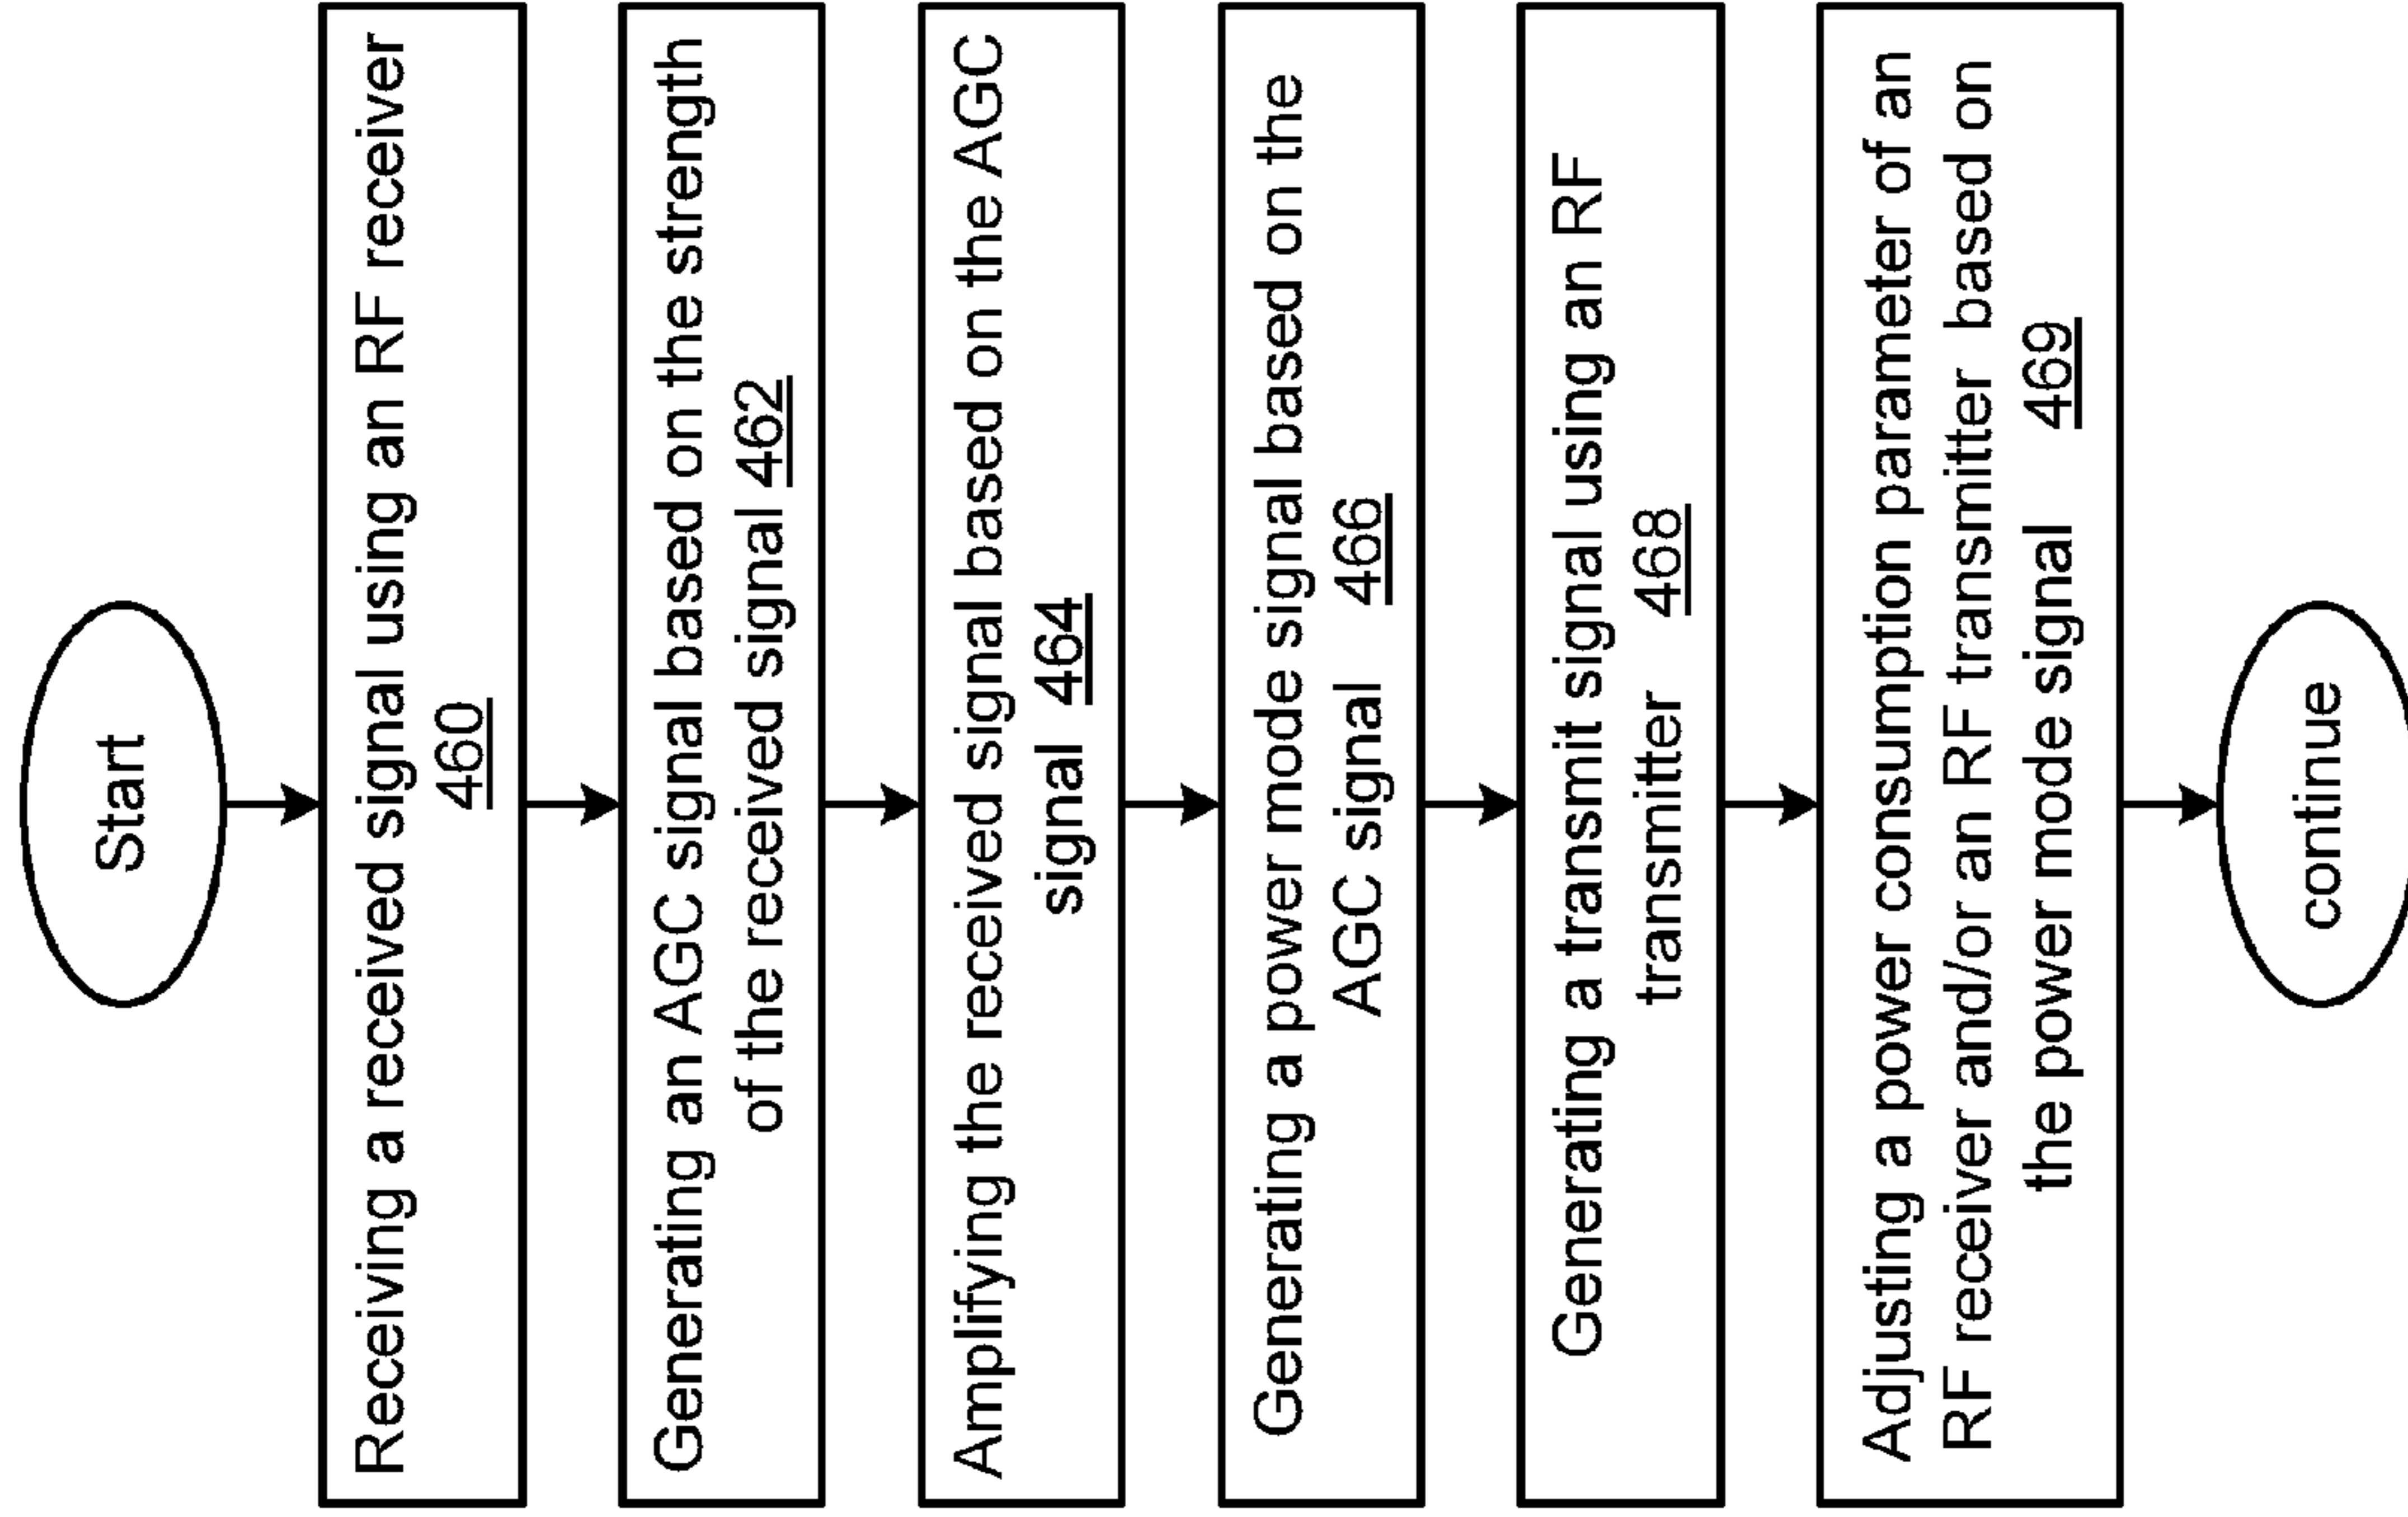 Start
Receiving a received signal using an RF receiver
460
Generating an AGC signal based on the strength
of the received signal 462
Amplifying the received signal based on the AGC
signal 464
Generating a power mode signal based on the
AGC signal 466
Generating a transmit signal using an RF
transmitter 468
Adjusting a power consumption parameter of an
RF receiver and/or an RF transmitter based on
the power mode signal 469
continue